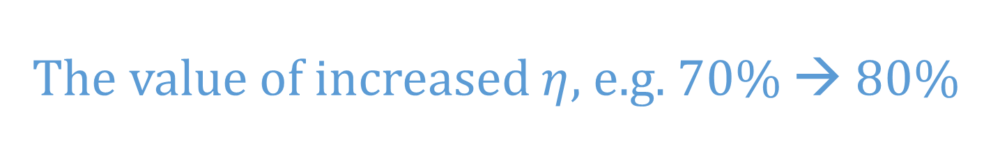 The value of increased η, e.g. 70% → 80%